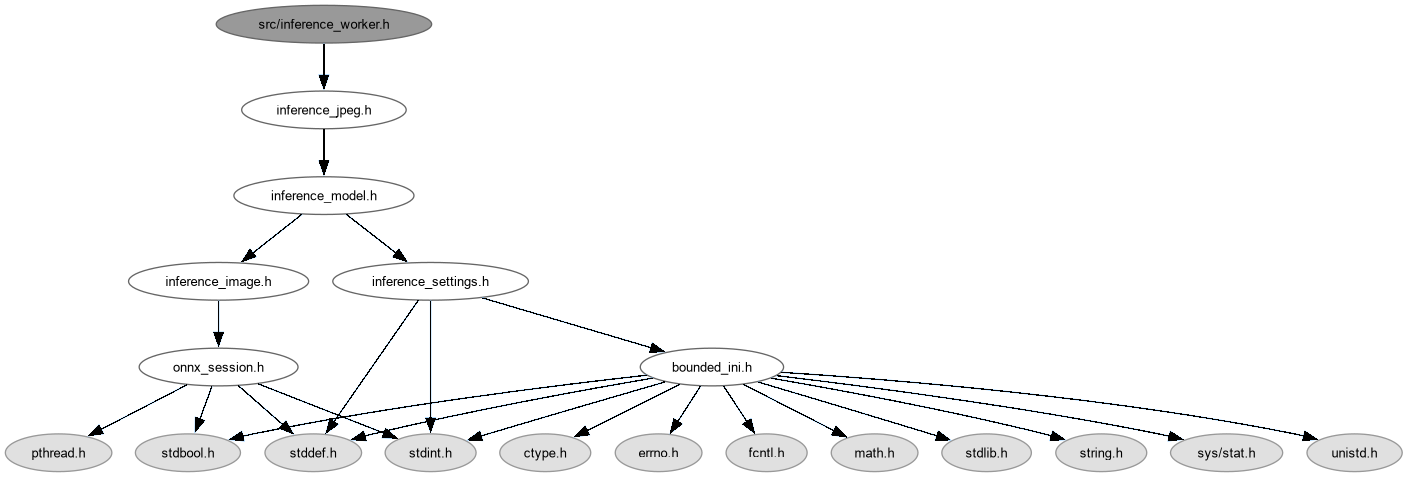 src/inference_worker.h
inference_jpeg.h
inference_model.h
inference_image.h
inference_settings.h
onnx_session.h
bounded_ini.h
pthread.h
stdbool.h
stddef.h
stdint.h
ctype.h
errno.h
fcntl.h
math.h
stdlib.h
string.h
sys/stat.h
unistd.h